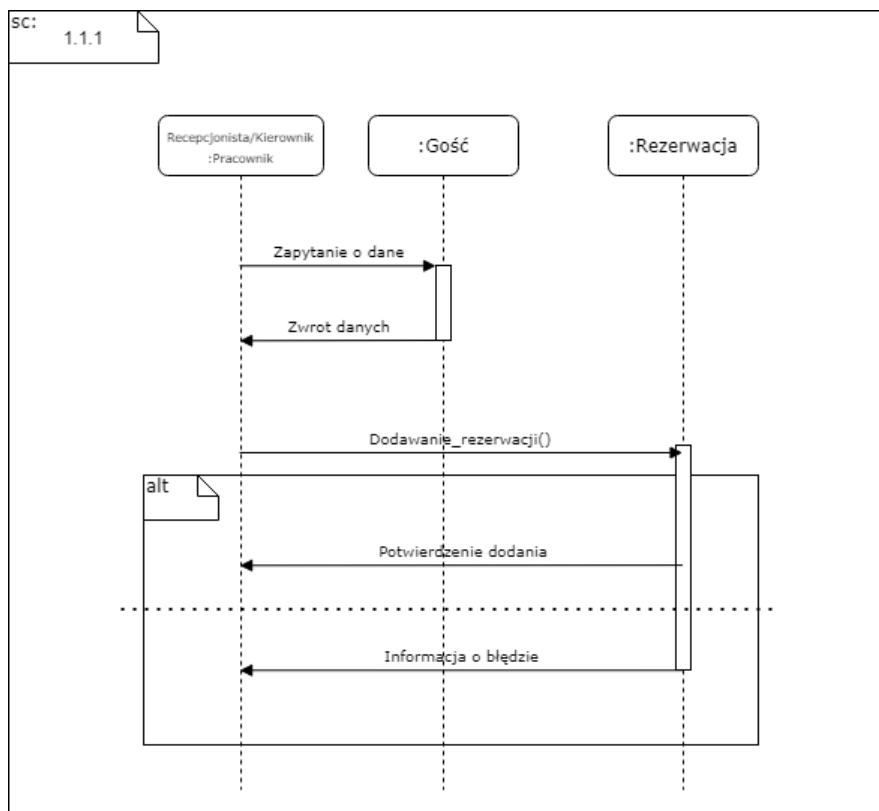 sc:
1.1.1
Recepcjonista/Kierownik
:Pracownik
:Gość
:Rezerwacja
Zapytanie o dane
Zwrot danych
Dodawanie_rezerwacji()
alt
Potwierdzenie dodania
Informacja o błędzie